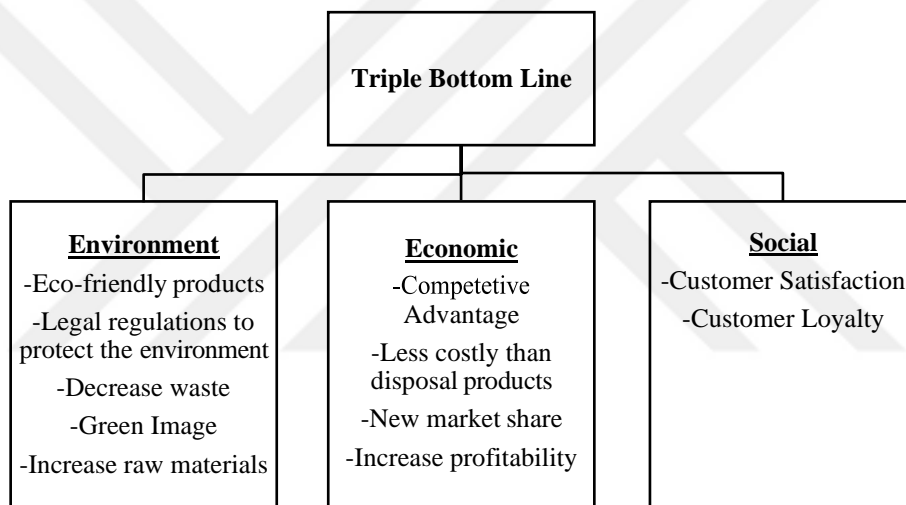 Triple Bottom Line
Environment
-Eco-friendly products
-Legal regulations to
protect the environment
-Decrease waste
-Green Image
-Increase raw materials
Economic
-Competetive
Advantage
-Less costly than
disposal products
-New market share
-Increase profitability
Social
-Customer Satisfaction
-Customer Loyalty